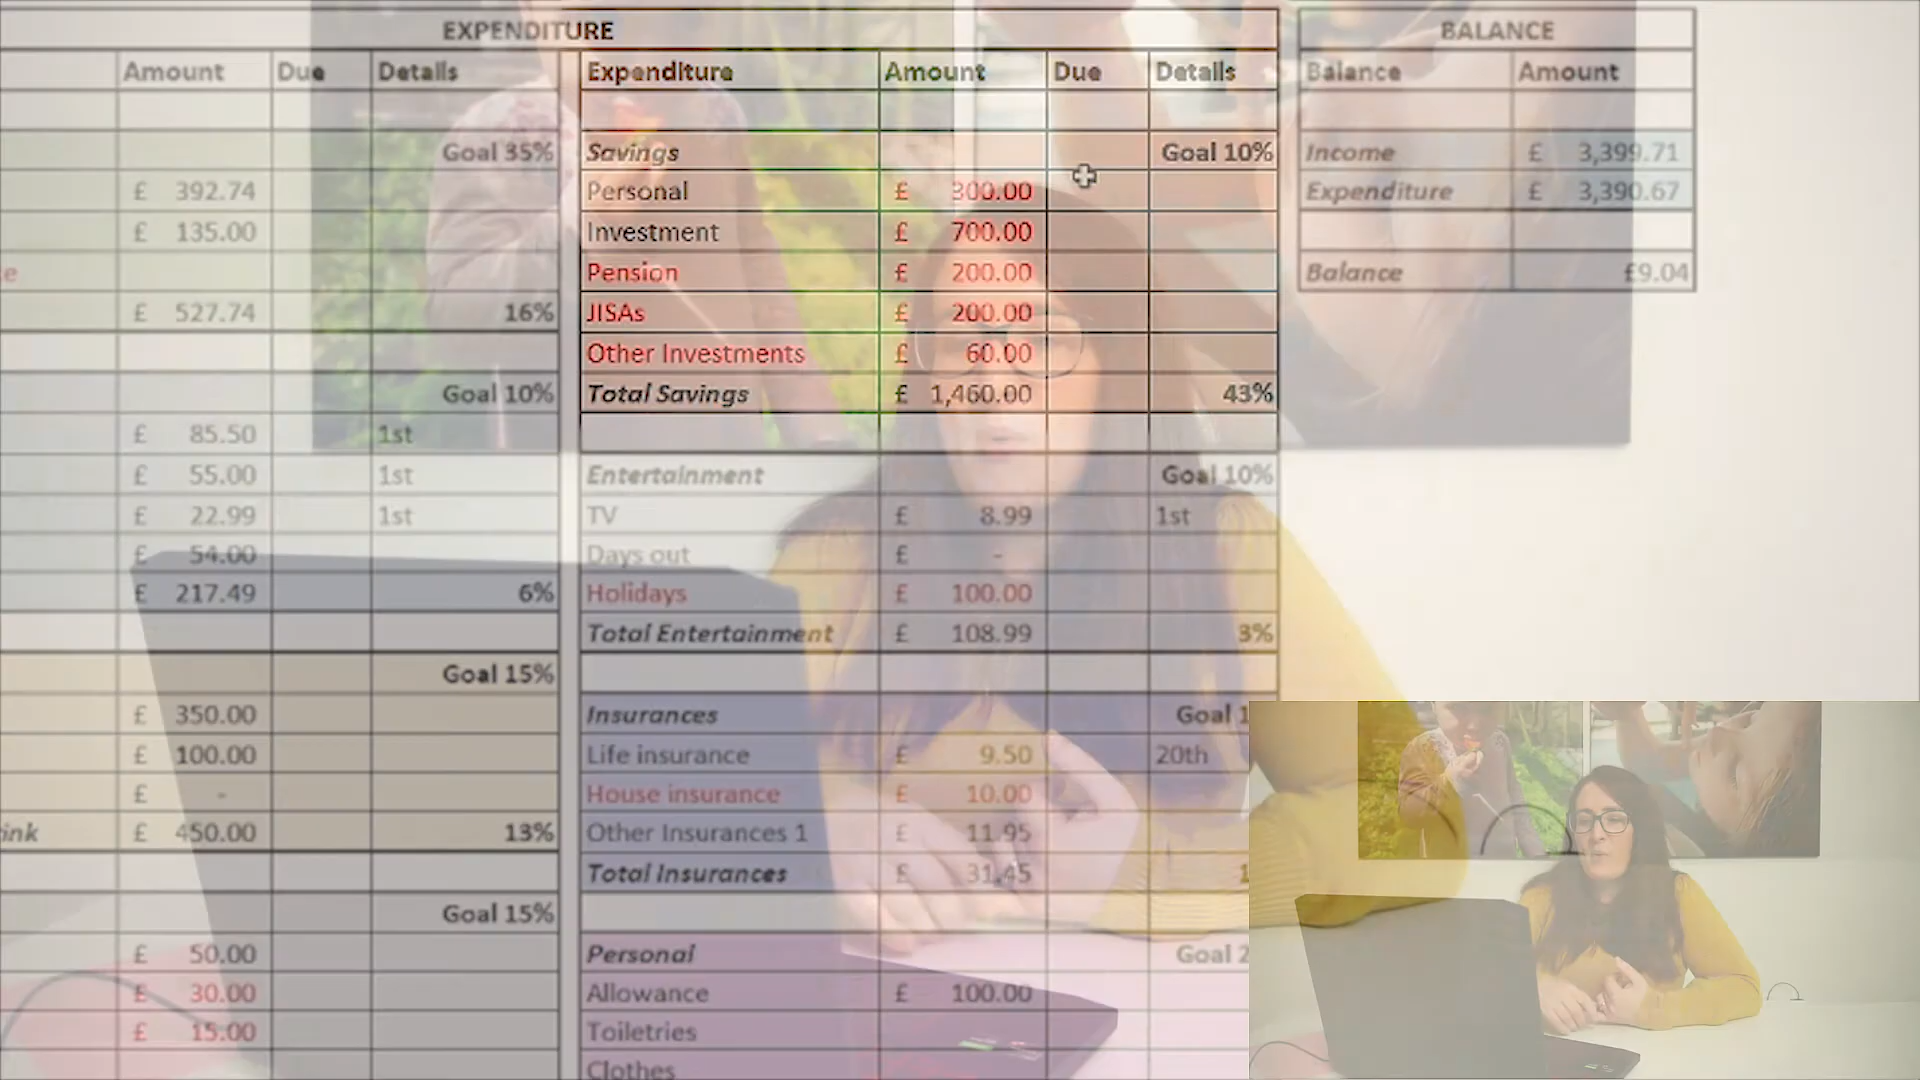 EXPENDITURE BALANCE
Amount Due Details Expenditure Amount Due Details Balance Amount
Goal 35% Savings Goal 10% Income £ 3,399.71
£ 392.74 Personal £ 300.00 Expenditure £ 3,390.67
£ 135.00 Investment £ 700.00
e Pension £ 200.00 Balance £9.04
£ 527.74 16% JISAs £ 200.00
Other Investments £ 60.00
Goal 10% Total Savings £ 1,460.00 43%
£ 85.50 1st
£ 55.00 1st Entertainment Goal 10%
£ 22.99 1st TV £ 8.99 1st
£ 54.00 Days out £ -
£ 217.49 6% Holidays £ 100.00
Total Entertainment £ 108.99 3%
Goal 15%
£ 350.00 Insurances Goal 1
£ 100.00 Life insurance £ 9.50 20th
£ - House insurance £ 10.00
ink £ 450.00 13% Other Insurances 1 £ 11.95
Total Insurances £ 31.45 1
Goal 15%
£ 50.00 Personal Goal 2
£ 30.00 Allowance £ 100.00
£ 15.00 Toiletries
Clothes